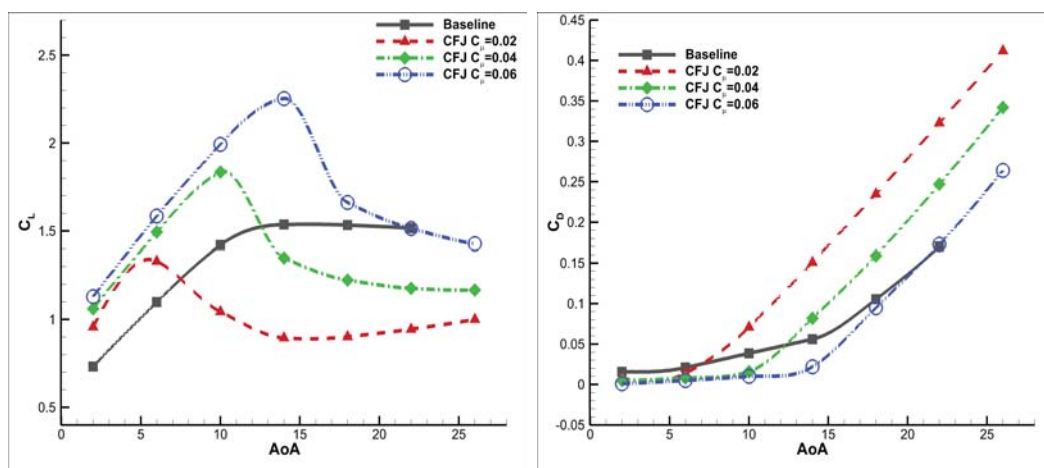 Baseline
CFJ Cμ=0.02
CFJ Cμ=0.04
CFJ Cμ=0.06
2.5
2
1.5
1
0.5
CL
0 5 10 15 20 25
AoA
Baseline
CFJ Cμ=0.02
CFJ Cμ=0.04
CFJ Cμ=0.06
0.45
0.4
0.35
0.3
0.25
0.2
0.15
0.1
0.05
0
-0.05
CD
0 5 10 15 20 25
AoA